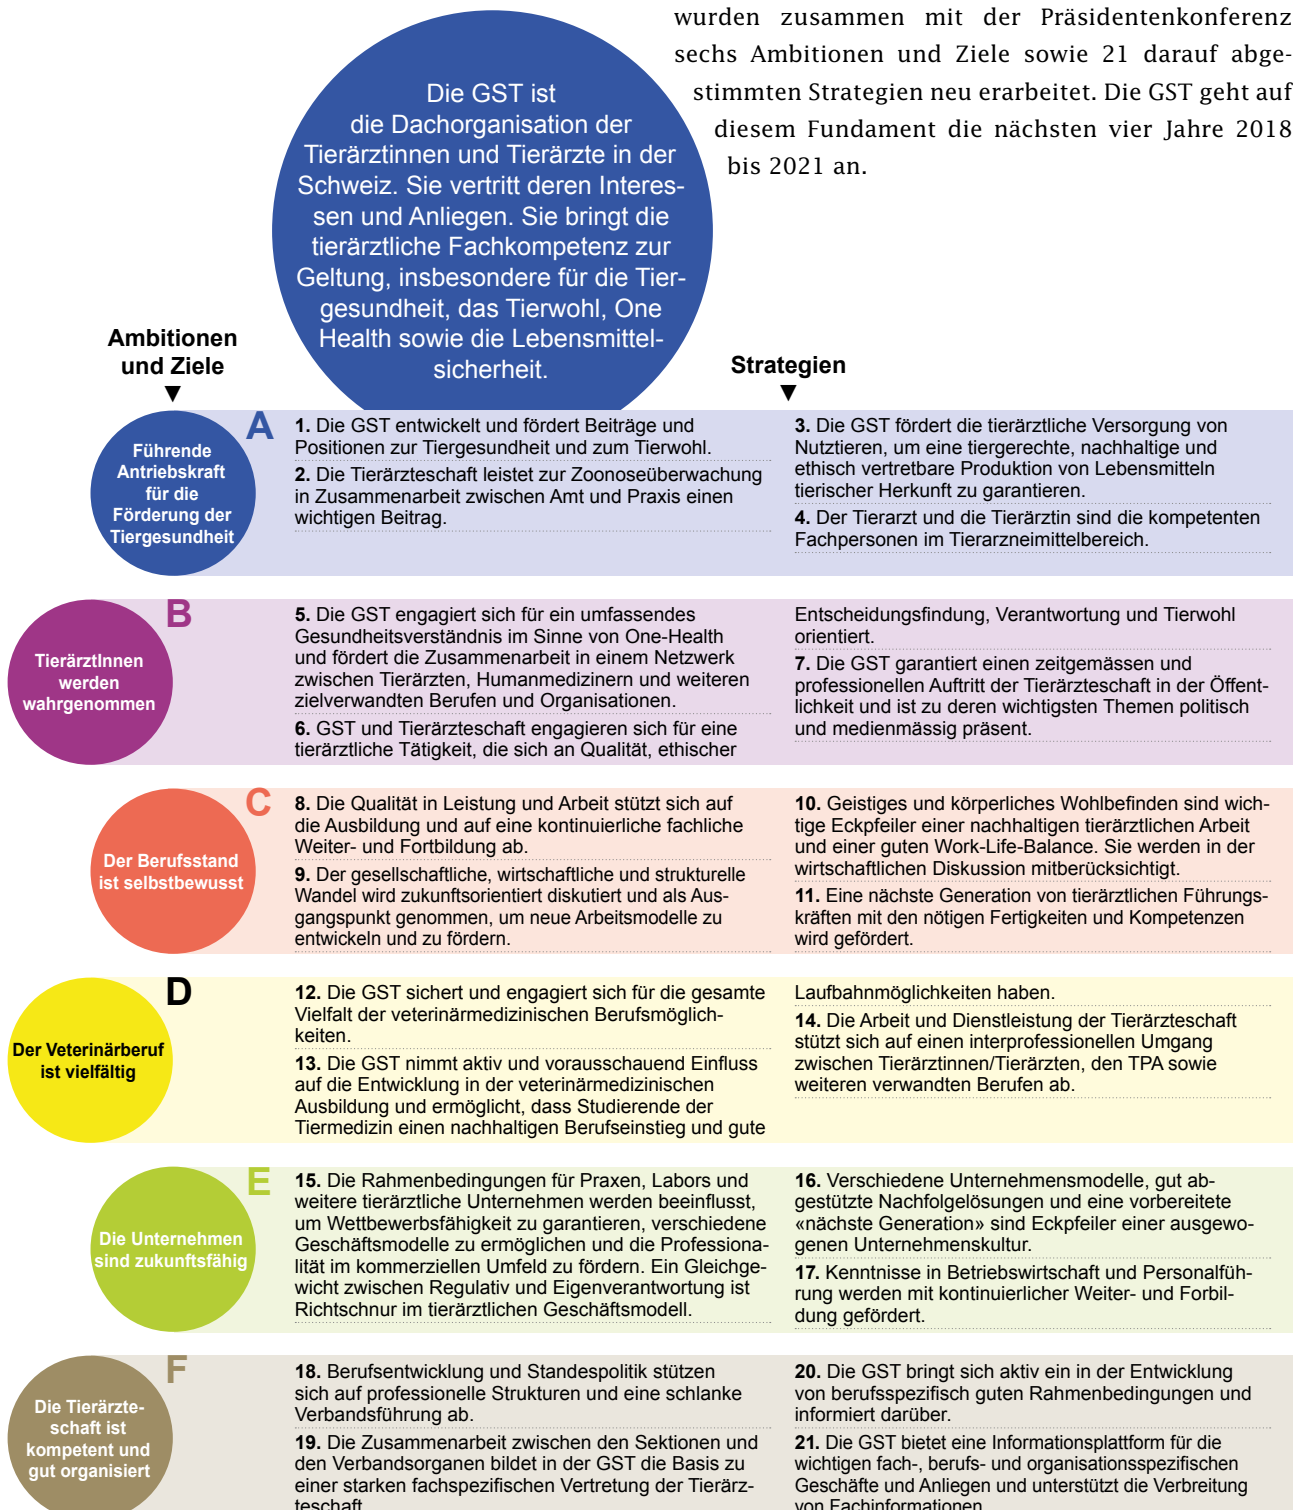 wurden zusammen mit der Präsidentenkonferenz
sechs Ambitionen und Ziele sowie 21 darauf abge-
stimmten Strategien neu erarbeitet. Die GST geht auf
diesem Fundament die nächsten vier Jahre 2018
bis 2021 an.
Die GST ist
die Dachorganisation der
Tierärztinnen und Tierärzte in der
Schweiz. Sie vertritt deren Interes-
sen und Anliegen. Sie bringt die
tierärztliche Fachkompetenz zur
Geltung, insbesondere für die Tier-
gesundheit, das Tierwohl, One
Health sowie die Lebensmittel-
sicherheit.
Ambitionen
und Ziele
▼
Strategien
▼
A
Führende
Antriebskraft
für die
Förderung der
Tiergesundheit
1. Die GST entwickelt und fördert Beiträge und
Positionen zur Tiergesundheit und zum Tierwohl.
2. Die Tierärzteschaft leistet zur Zoonoseüberwachung
in Zusammenarbeit zwischen Amt und Praxis einen
wichtigen Beitrag.
3. Die GST fördert die tierärztliche Versorgung von
Nutztieren, um eine tiergerechte, nachhaltige und
ethisch vertretbare Produktion von Lebensmitteln
tierischer Herkunft zu garantieren.
4. Der Tierarzt und die Tierärztin sind die kompetenten
Fachpersonen im Tierarzneimittelbereich.
B
TierärztInnen
werden
wahrgenommen
5. Die GST engagiert sich für ein umfassendes
Gesundheitsverständnis im Sinne von One-Health
und fördert die Zusammenarbeit in einem Netzwerk
zwischen Tierärzten, Humanmedizinern und weiteren
zielverwandten Berufen und Organisationen.
6. GST und Tierärzteschaft engagieren sich für eine
tierärztliche Tätigkeit, die sich an Qualität, ethischer
Entscheidungsfindung, Verantwortung und Tierwohl
orientiert.
7. Die GST garantiert einen zeitgemässen und
professionellen Auftritt der Tierärzteschaft in der Öffent-
lichkeit und ist zu deren wichtigsten Themen politisch
und medienmässig präsent.
C
Der Berufsstand
ist selbstbewusst
8. Die Qualität in Leistung und Arbeit stützt sich auf
die Ausbildung und auf eine kontinuierliche fachliche
Weiter- und Fortbildung ab.
9. Der gesellschaftliche, wirtschaftliche und strukturelle
Wandel wird zukunftsorientiert diskutiert und als Aus-
gangspunkt genommen, um neue Arbeitsmodelle zu
entwickeln und zu fördern.
10. Geistiges und körperliches Wohlbefinden sind wich-
tige Eckpfeiler einer nachhaltigen tierärztlichen Arbeit
und einer guten Work-Life-Balance. Sie werden in der
wirtschaftlichen Diskussion mitberücksichtigt.
11. Eine nächste Generation von tierärztlichen Führungs-
kräften mit den nötigen Fertigkeiten und Kompetenzen
wird gefördert.
D
Der Veterinärberuf
ist vielfältig
12. Die GST sichert und engagiert sich für die gesamte
Vielfalt der veterinärmedizinischen Berufsmöglich-
keiten.
13. Die GST nimmt aktiv und vorausschauend Einfluss
auf die Entwicklung in der veterinärmedizinischen
Ausbildung und ermöglicht, dass Studierende der
Tiermedizin einen nachhaltigen Berufseinstieg und gute
Laufbahnmöglichkeiten haben.
14. Die Arbeit und Dienstleistung der Tierärzteschaft
stützt sich auf einen interprofessionellen Umgang
zwischen Tierärztinnen/Tierärzten, den TPA sowie
weiteren verwandten Berufen ab.
E
Die Unternehmen
sind zukunftsfähig
15. Die Rahmenbedingungen für Praxen, Labors und
weitere tierärztliche Unternehmen werden beeinflusst,
um Wettbewerbsfähigkeit zu garantieren, verschiedene
Geschäftsmodelle zu ermöglichen und die Professiona-
lität im kommerziellen Umfeld zu fördern. Ein Gleichge-
wicht zwischen Regulativ und Eigenverantwortung ist
Richtschnur im tierärztlichen Geschäftsmodell.
16. Verschiedene Unternehmensmodelle, gut ab-
gestützte Nachfolgelösungen und eine vorbereitete
«nächste Generation» sind Eckpfeiler einer ausgewo-
genen Unternehmenskultur.
17. Kenntnisse in Betriebswirtschaft und Personalfüh-
rung werden mit kontinuierlicher Weiter- und Forbil-
dung gefördert.
F
Die Tierärzte-
schaft ist
kompetent und
gut organisiert
18. Berufsentwicklung und Standespolitik stützen
sich auf professionelle Strukturen und eine schlanke
Verbandsführung ab.
19. Die Zusammenarbeit zwischen den Sektionen und
den Verbandsorganen bildet in der GST die Basis zu
einer starken fachspezifischen Vertretung der Tierärz-
teschaft.
20. Die GST bringt sich aktiv ein in der Entwicklung
von berufsspezifisch guten Rahmenbedingungen und
informiert darüber.
21. Die GST bietet eine Informationsplattform für die
wichtigen fach-, berufs- und organisationsspezifischen
Geschäfte und Anliegen und unterstützt die Verbreitung
von Fachinformationen.